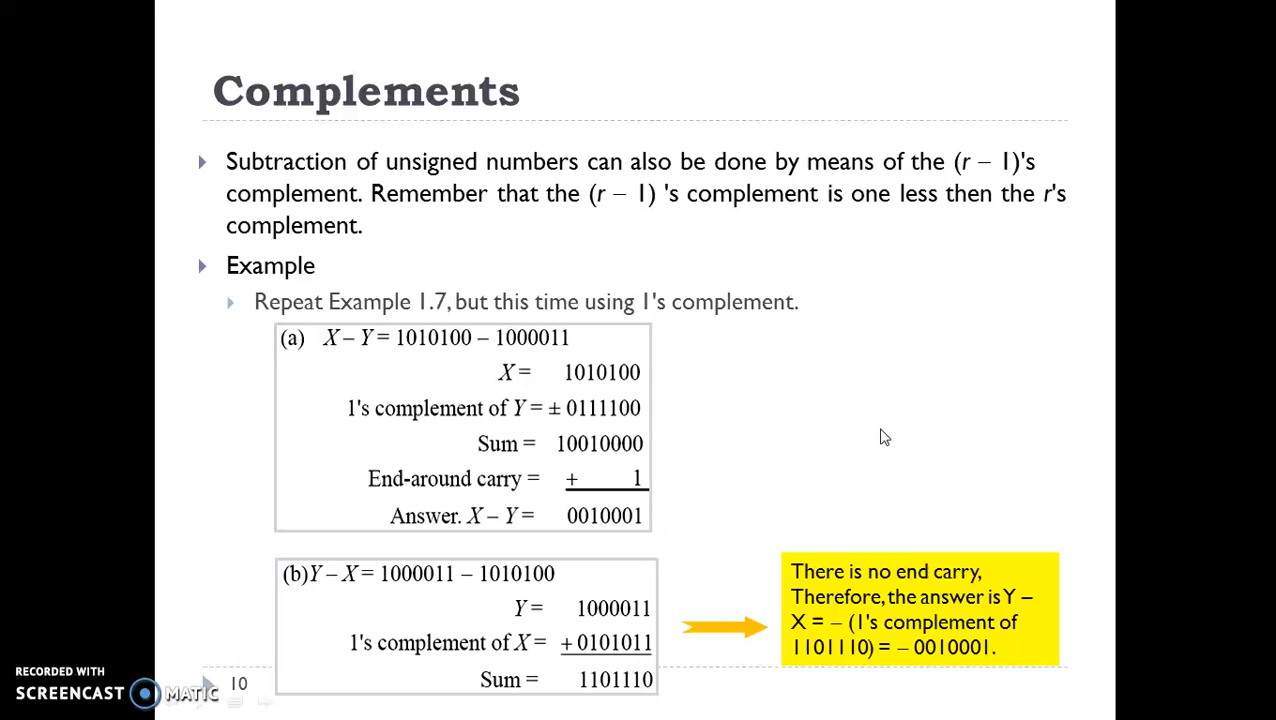 Complements
Subtraction of unsigned numbers can also be done by means of the (r – 1)'s
complement. Remember that the (r – 1) 's complement is one less then the r's
complement.
Example
Repeat Example 1.7, but this time using 1's complement.
(a) X – Y = 1010100 – 1000011
X = 1010100
1's complement of Y = ± 0111100
Sum = 10010000
End-around carry = + 1
Answer. X – Y = 0010001
(b)Y – X = 1000011 – 1010100
Y = 1000011
1's complement of X = + 0101011
Sum = 1101110
There is no end carry,
Therefore, the answer is Y –
X = – (1's complement of
1101110) = – 0010001.
RECORDED WITH
SCREENCAST MATIC
10